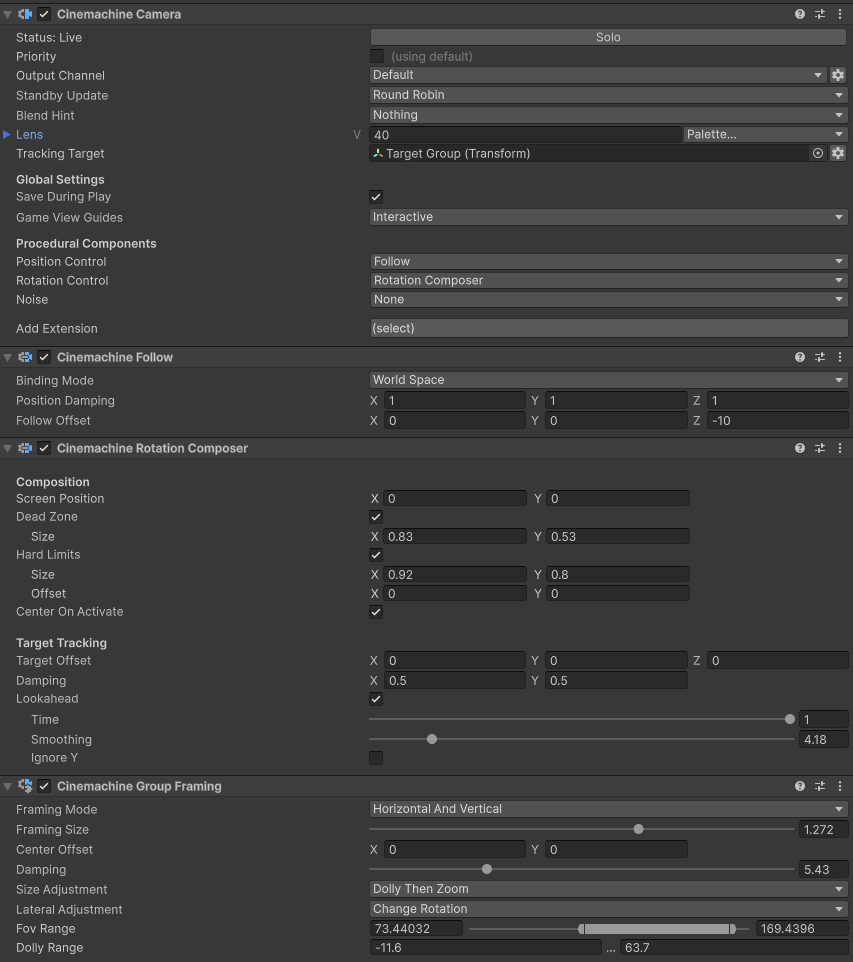 Cinemachine Camera
Status: Live Solo
Priority (using default)
Output Channel Default
Standby Update Round Robin
Blend Hint Nothing
Lens V 40 Palette...
Tracking Target Target Group (Transform)
Global Settings
Save During Play
Game View Guides Interactive
Procedural Components
Position Control Follow
Rotation Control Rotation Composer
Noise None
Add Extension (select)
Cinemachine Follow
Binding Mode World Space
Position Damping X 1 Y 1 Z 1
Follow Offset X 0 Y 0 Z -10
Cinemachine Rotation Composer
Composition
Screen Position X 0 Y 0
Dead Zone
Size X 0.83 Y 0.53
Hard Limits
Size X 0.92 Y 0.8
Offset X 0 Y 0
Center On Activate
Target Tracking
Target Offset X 0 Y 0 Z 0
Damping X 0.5 Y 0.5
Lookahead
Time 1
Smoothing 4.18
Ignore Y
Cinemachine Group Framing
Framing Mode Horizontal And Vertical
Framing Size 1.272
Center Offset X 0 Y 0
Damping 5.43
Size Adjustment Dolly Then Zoom
Lateral Adjustment Change Rotation
Fov Range 73.44032 169.4396
Dolly Range -11.6 ... 63.7